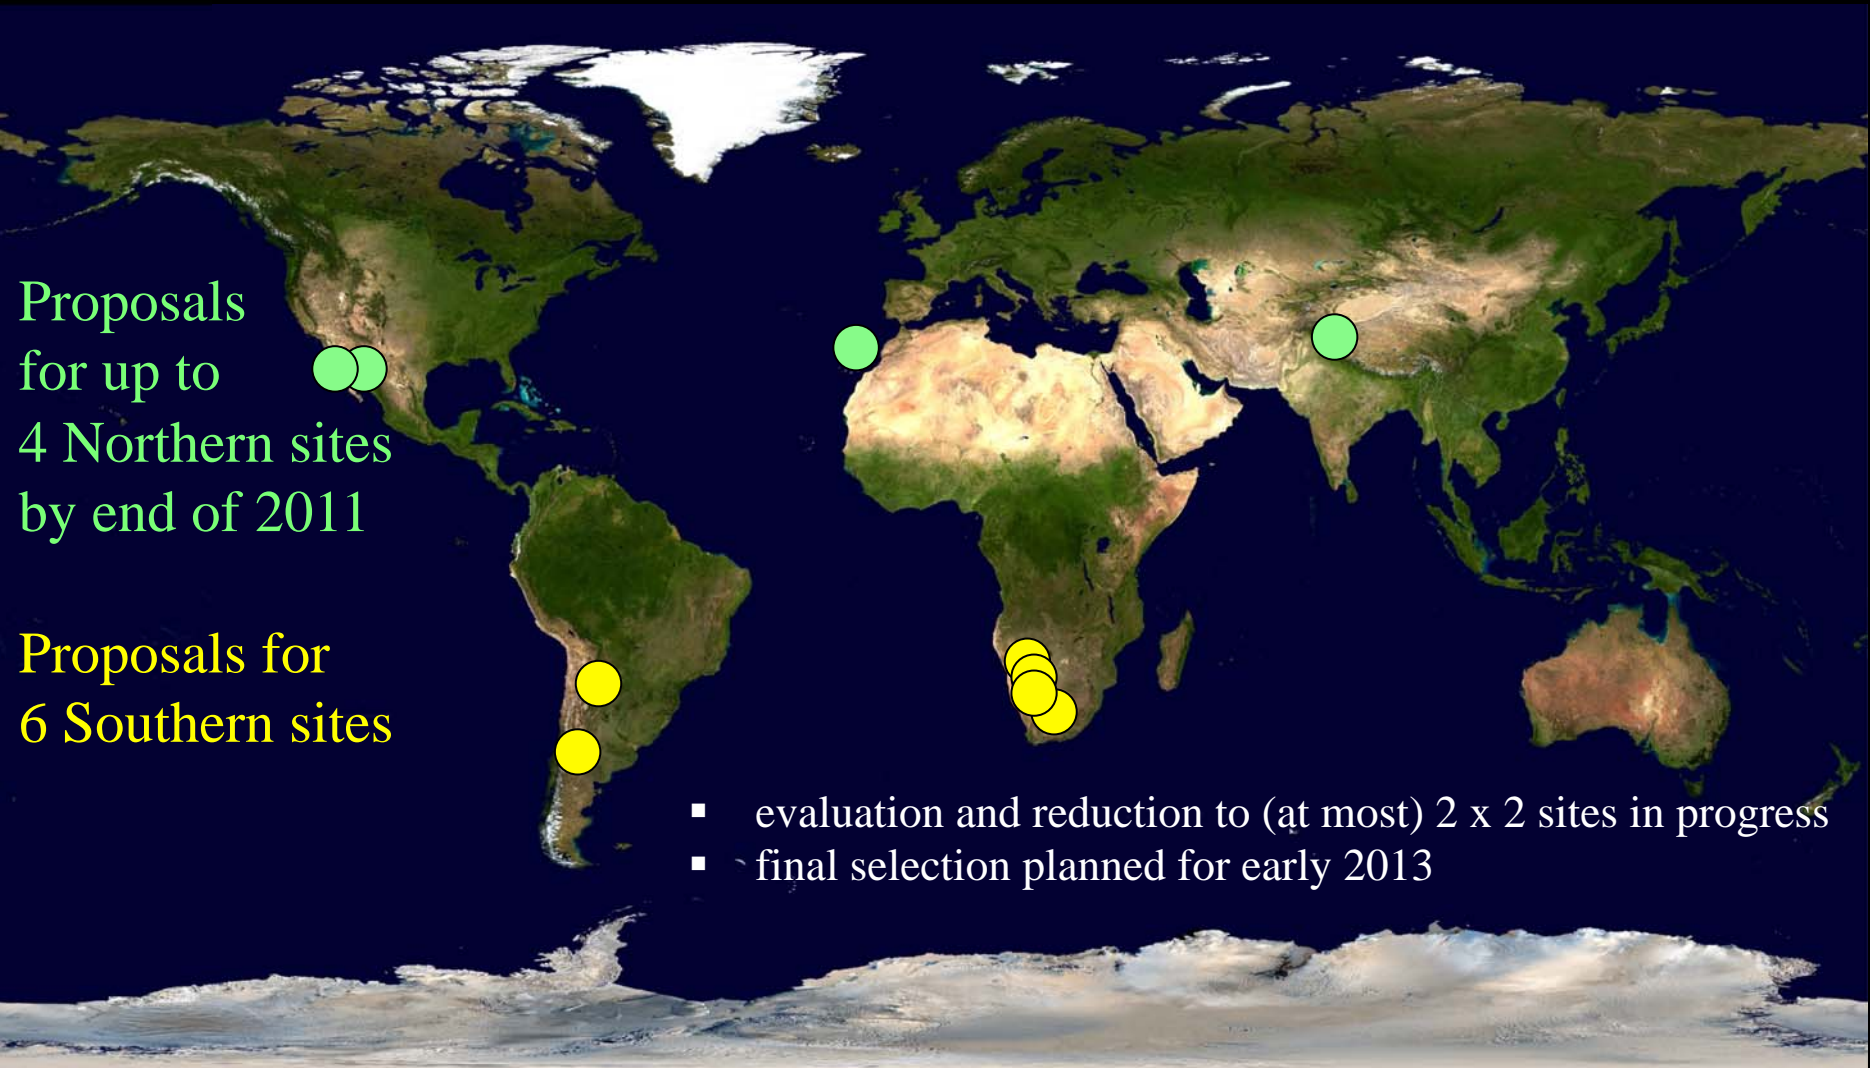 Proposals
for up to
4 Northern sites
by end of 2011
Proposals for
6 Southern sites
▪ evaluation and reduction to (at most) 2 x 2 sites in progress
▪ final selection planned for early 2013